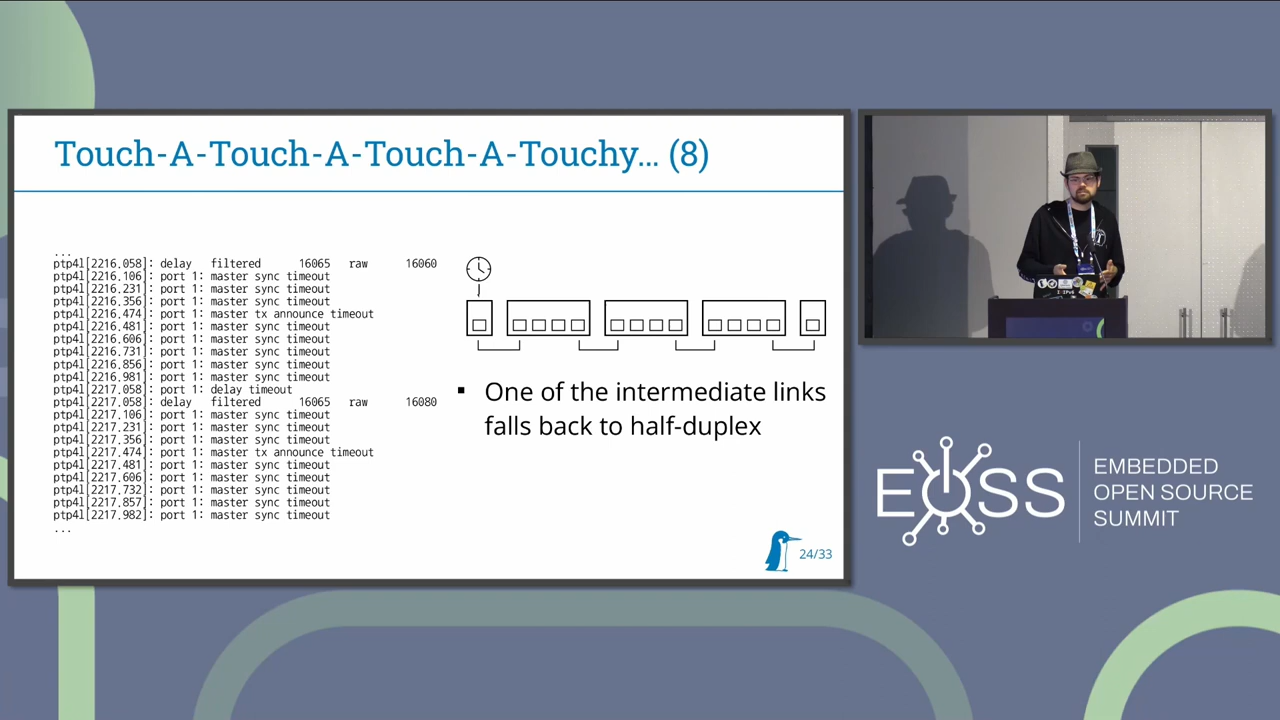 Touch-A-Touch-A-Touch-A-Touchy... (8)
...
ptp4l[2216.058]: delay filtered 16065 raw 16060
ptp4l[2216.106]: port 1: master sync timeout
ptp4l[2216.231]: port 1: master sync timeout
ptp4l[2216.356]: port 1: master sync timeout
ptp4l[2216.474]: port 1: master tx announce timeout
ptp4l[2216.481]: port 1: master sync timeout
ptp4l[2216.606]: port 1: master sync timeout
ptp4l[2216.731]: port 1: master sync timeout
ptp4l[2216.856]: port 1: master sync timeout
ptp4l[2216.981]: port 1: master sync timeout
ptp4l[2217.058]: port 1: delay timeout
ptp4l[2217.058]: delay filtered 16065 raw 16080
ptp4l[2217.106]: port 1: master sync timeout
ptp4l[2217.231]: port 1: master sync timeout
ptp4l[2217.356]: port 1: master sync timeout
ptp4l[2217.474]: port 1: master tx announce timeout
ptp4l[2217.481]: port 1: master sync timeout
ptp4l[2217.606]: port 1: master sync timeout
ptp4l[2217.732]: port 1: master sync timeout
ptp4l[2217.857]: port 1: master sync timeout
ptp4l[2217.982]: port 1: master sync timeout
...
▪ One of the intermediate links
falls back to half-duplex
24/33
EOSS
EMBEDDED
OPEN SOURCE
SUMMIT